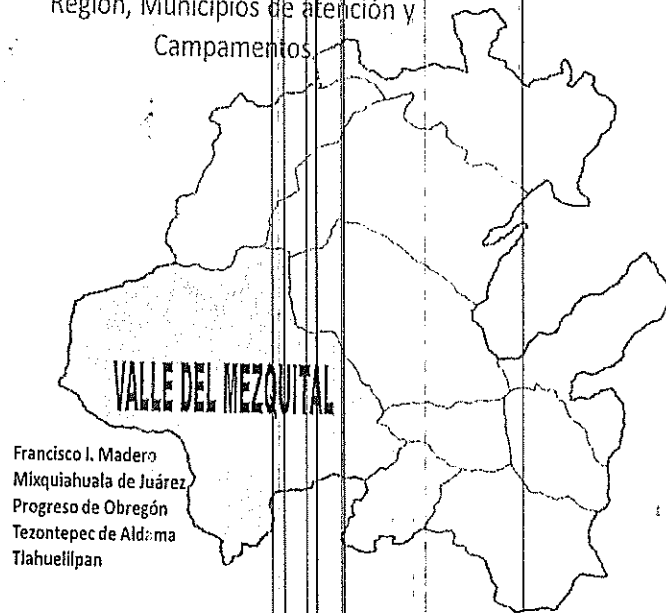 Región, Municipios de atención y
Campamentos
VALLE DEL MEZQUITAL
Francisco I. Madero
Mixquiahuala de Juárez
Progreso de Obregón
Tezontepec de Aldama
Tlahuelilpan